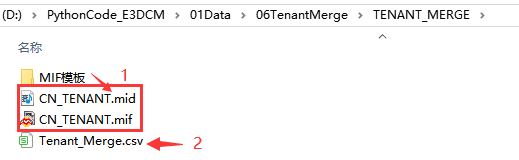 (D:) > PythonCode_E3DCM > 01Data > 06TenantMerge > TENANT_MERGE >
名称
MIF模板 1
CN_TENANT.mid
CN_TENANT.mif
Tenant_Merge.csv 2